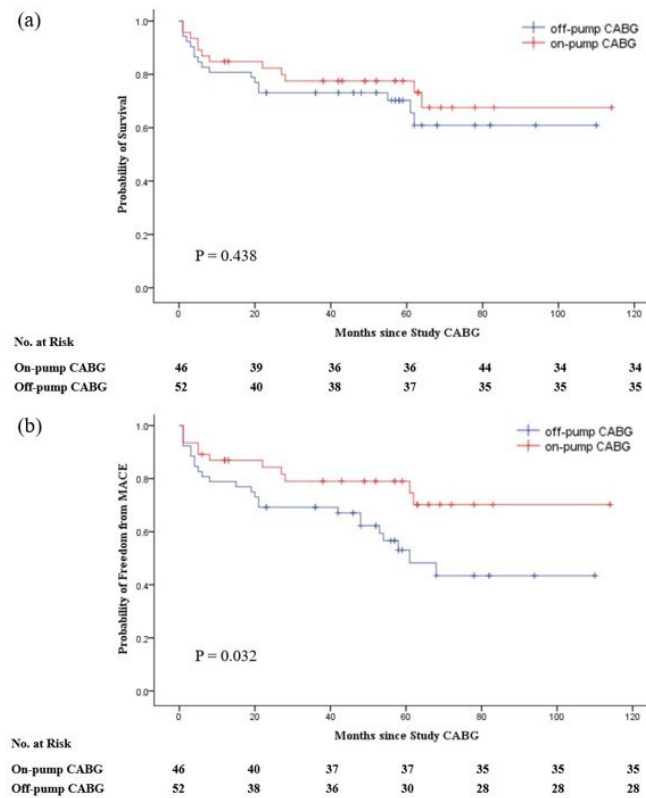 (a)
off-pump CABG
on-pump CABG
1.0
0.8
0.6
0.4
0.2
0.0
Probability of Survival
P = 0.438
0 20 40 60 80 100 120
Months since Study CABG
No. at Risk
On-pump CABG 46 39 36 36 44 34 34
Off-pump CABG 52 40 38 37 35 35 35
(b)
off-pump CABG
on-pump CABG
1.0
0.8
0.6
0.4
0.2
0.0
Probability of Freedom from MACE
P = 0.032
0 20 40 60 80 100 120
Months since Study CABG
No. at Risk
On-pump CABG 46 40 37 37 35 35 35
Off-pump CABG 52 38 36 30 28 28 28